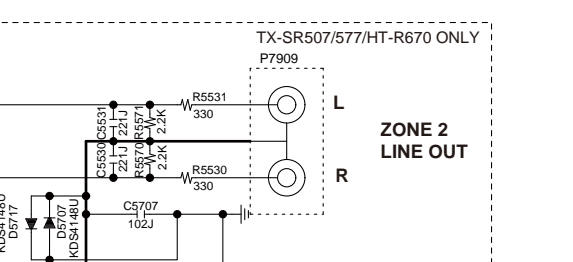 TX-SR507/577/HT-R670 ONLY
P7909
R5531
330
L
C5531
221J
R5571
2.2K
ZONE 2
LINE OUT
C5530
221J
R5570
2.2K
R5530
330
R
C5707
102J
KDS4148U
D5717
D5707
KDS4148U